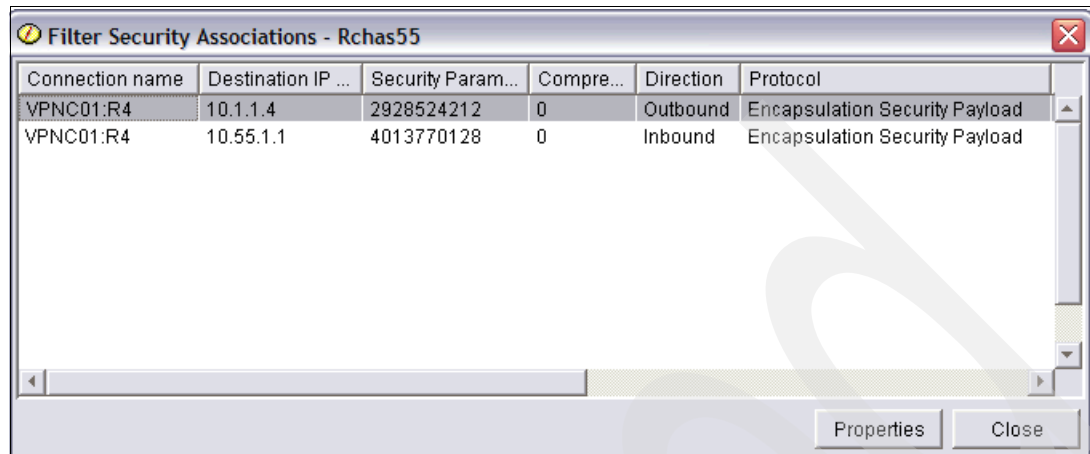 Filter Security Associations - Rchas55
Connection name Destination IP ... Security Param... Compre... Direction Protocol
VPNC01:R4 10.1.1.4 2928524212 0 Outbound Encapsulation Security Payload
VPNC01:R4 10.55.1.1 4013770128 0 Inbound Encapsulation Security Payload
Properties Close